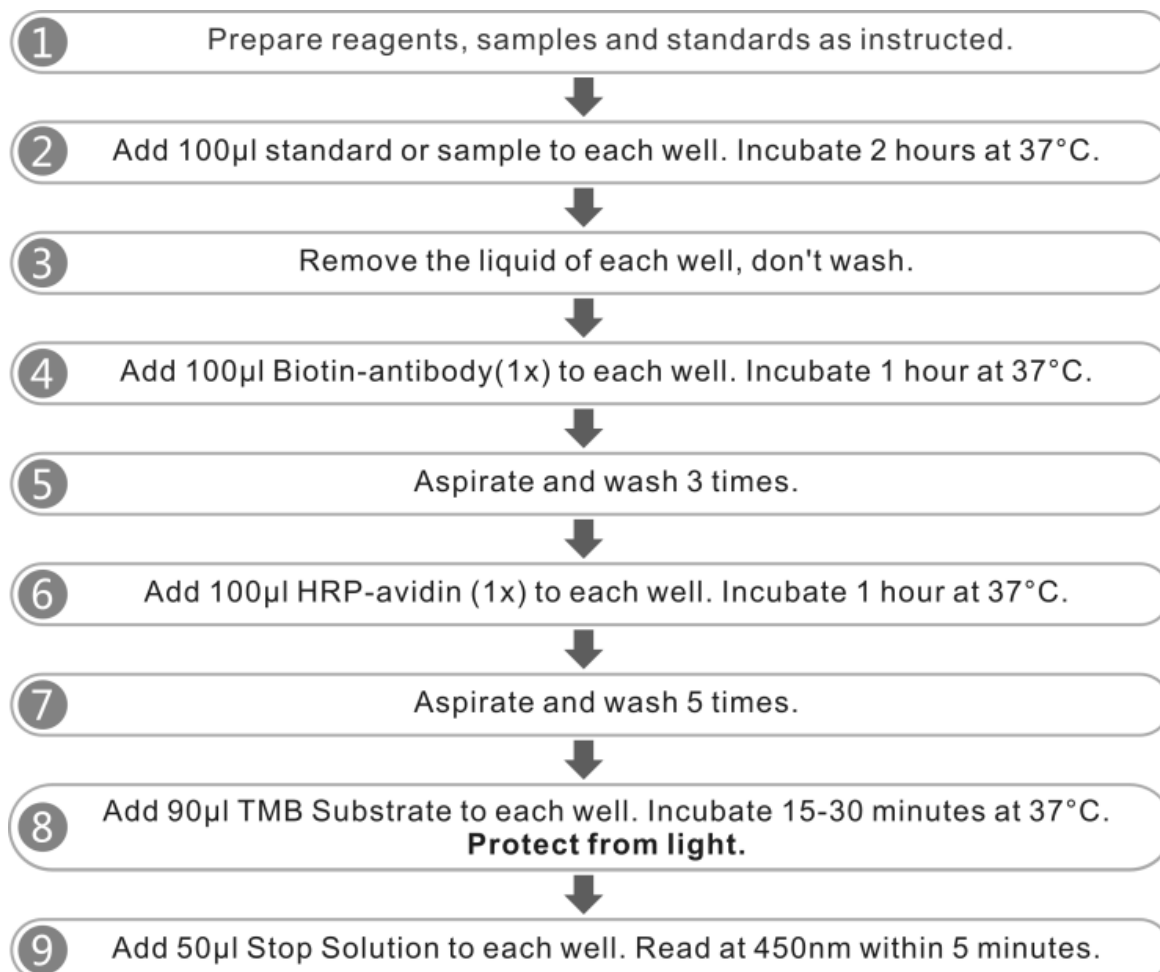 1 Prepare reagents, samples and standards as instructed.
2 Add 100µl standard or sample to each well. Incubate 2 hours at 37°C.
3 Remove the liquid of each well, don't wash.
4 Add 100µl Biotin-antibody(1x) to each well. Incubate 1 hour at 37°C.
5 Aspirate and wash 3 times.
6 Add 100µl HRP-avidin (1x) to each well. Incubate 1 hour at 37°C.
7 Aspirate and wash 5 times.
8 Add 90µl TMB Substrate to each well. Incubate 15-30 minutes at 37°C.
Protect from light.
9 Add 50µl Stop Solution to each well. Read at 450nm within 5 minutes.